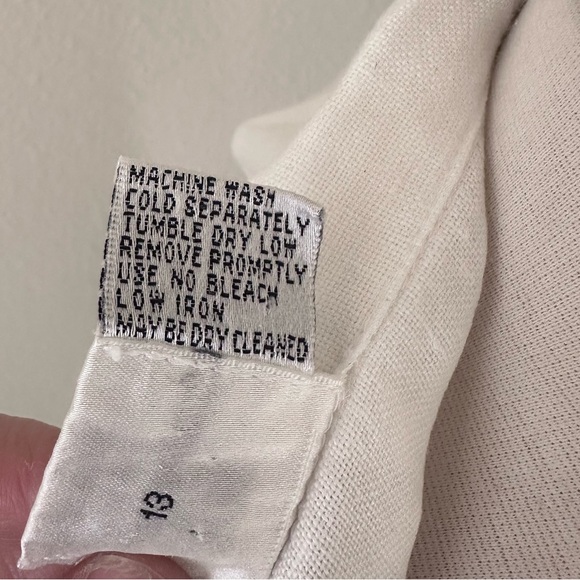 MACHINE WASH
COLD SEPARATELY
TUMBLE DRY LOW
REMOVE PROMPTLY
USE NO BLEACH
LOW IRON
MAY BE DRY CLEANED
13